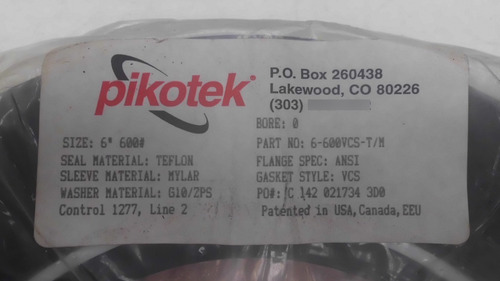 pikotek
P.O. Box 260438
Lakewood, CO 80226
(303)
BORE: 0
SIZE: 6" 600#
PART NO: 6-600VCS-T/M
SEAL MATERIAL: TEFLON
FLANGE SPEC: ANSI
SLEEVE MATERIAL: MYLAR
GASKET STYLE: VCS
WASHER MATERIAL: G10/ZPS
PO#: C 142 021734 3D0
Control 1277, Line 2
Patented in USA,Canada,EEU